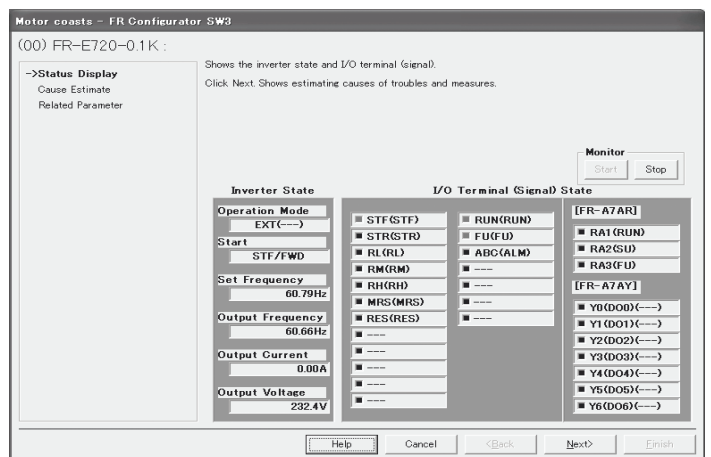 Motor coasts - FR Configurator SW3
(00) FR-E720-0.1K :
->Status Display
Cause Estimate
Related Parameter
Shows the inverter state and I/O terminal (signal).
Click Next. Shows estimating causes of troubles and measures.
Monitor
Start Stop
Inverter State
Operation Mode
EXT(---)
Start
STF/FWD
Set Frequency
60.79Hz
Output Frequency
60.66Hz
Output Current
0.00A
Output Voltage
232.4V
I/O Terminal (Signal) State
STF(STF)
STR(STR)
RL(RL)
RM(RM)
RH(RH)
MRS(MRS)
RES(RES)
---
---
---
---
---
RUN(RUN)
FU(FU)
ABC(ALM)
---
---
---
---
[FR-A7AR]
RA1(RUN)
RA2(SU)
RA3(FU)
[FR-A7AY]
Y0(DO0)(---)
Y1(DO1)(---)
Y2(DO2)(---)
Y3(DO3)(---)
Y4(DO4)(---)
Y5(DO5)(---)
Y6(DO6)(---)
Help Cancel <Back Next> Finish